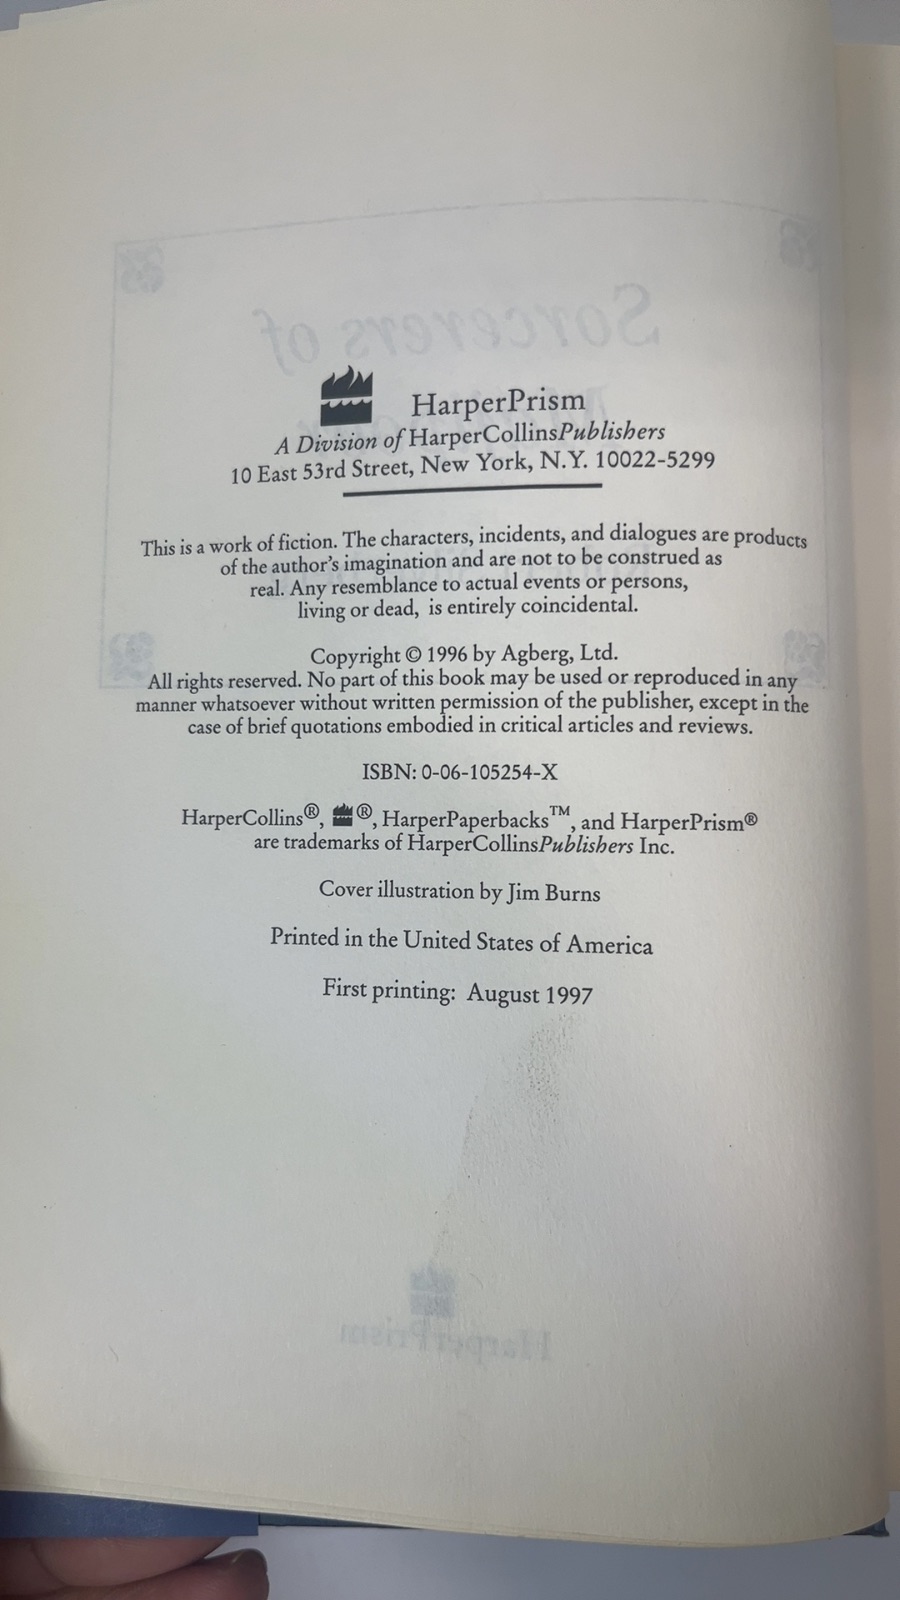 HarperPrism
A Division of HarperCollinsPublishers
10 East 53rd Street, New York, N.Y. 10022-5299
This is a work of fiction. The characters, incidents, and dialogues are products
of the author's imagination and are not to be construed as
real. Any resemblance to actual events or persons,
living or dead, is entirely coincidental.
Copyright © 1996 by Agberg, Ltd.
All rights reserved. No part of this book may be used or reproduced in any
manner whatsoever without written permission of the publisher, except in the
case of brief quotations embodied in critical articles and reviews.
ISBN: 0-06-105254-X
HarperCollins®, ®, HarperPaperbacks™, and HarperPrism®
are trademarks of HarperCollinsPublishers Inc.
Cover illustration by Jim Burns
Printed in the United States of America
First printing: August 1997
Sorcerers of
HarperPrism